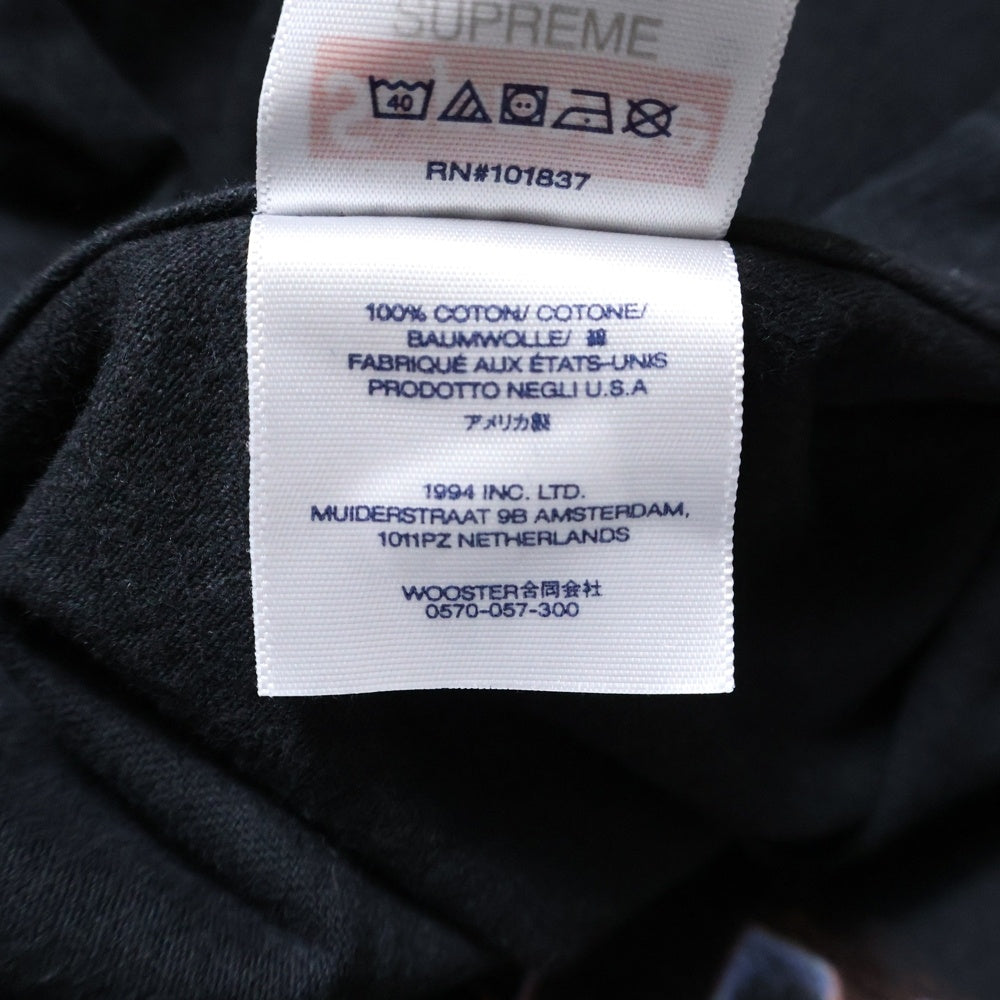 SUPREME
40
RN#101837
100% COTON/ COTONE/
BAUMWOLLE/ 綿
FABRIQUÉ AUX ÉTATS-UNIS
PRODOTTO NEGLI U.S.A
アメリカ製
1994 INC. LTD.
MUIDERSTRAAT 9B AMSTERDAM,
1011PZ NETHERLANDS
WOOSTER合同会社
0570-057-300